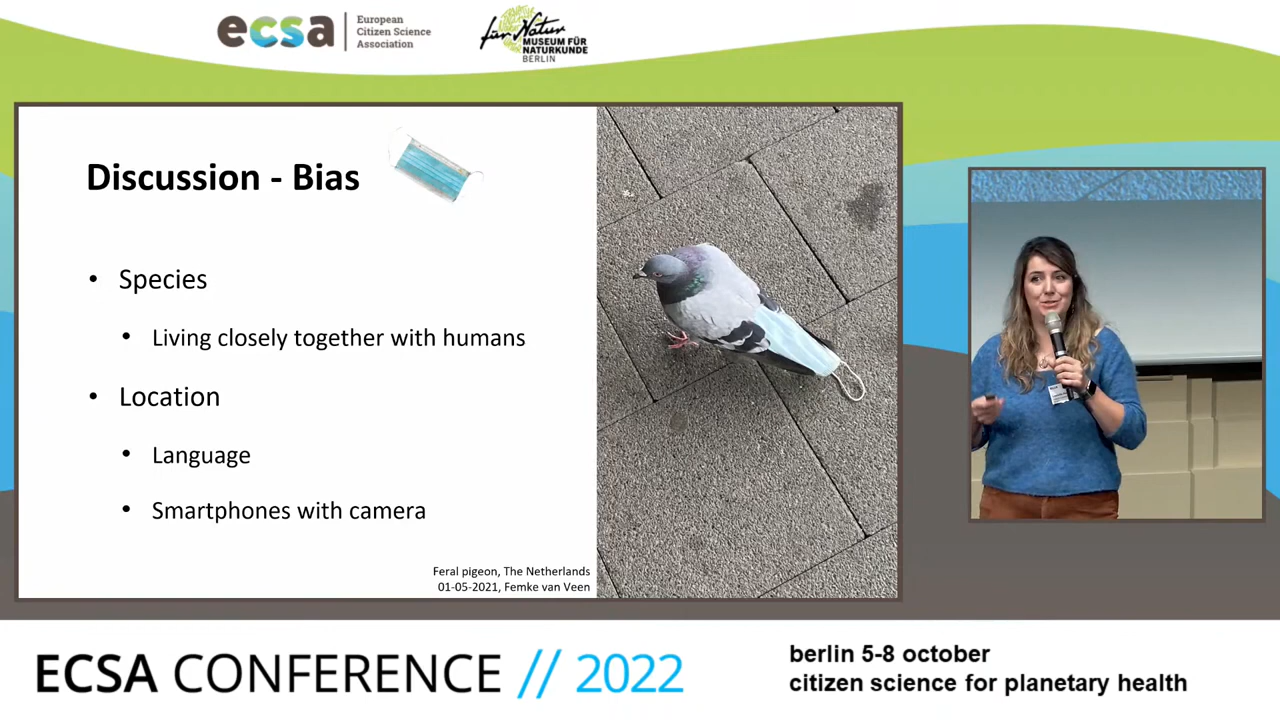 ecsa
European
Citizen Science
Association
für Natur
MUSEUM FÜR
NATURKUNDE
BERLIN
Discussion - Bias
• Species
• Living closely together with humans
• Location
• Language
• Smartphones with camera
Feral pigeon, The Netherlands
01-05-2021, Femke van Veen
ECSA CONFERENCE // 2022
berlin 5-8 october
citizen science for planetary health